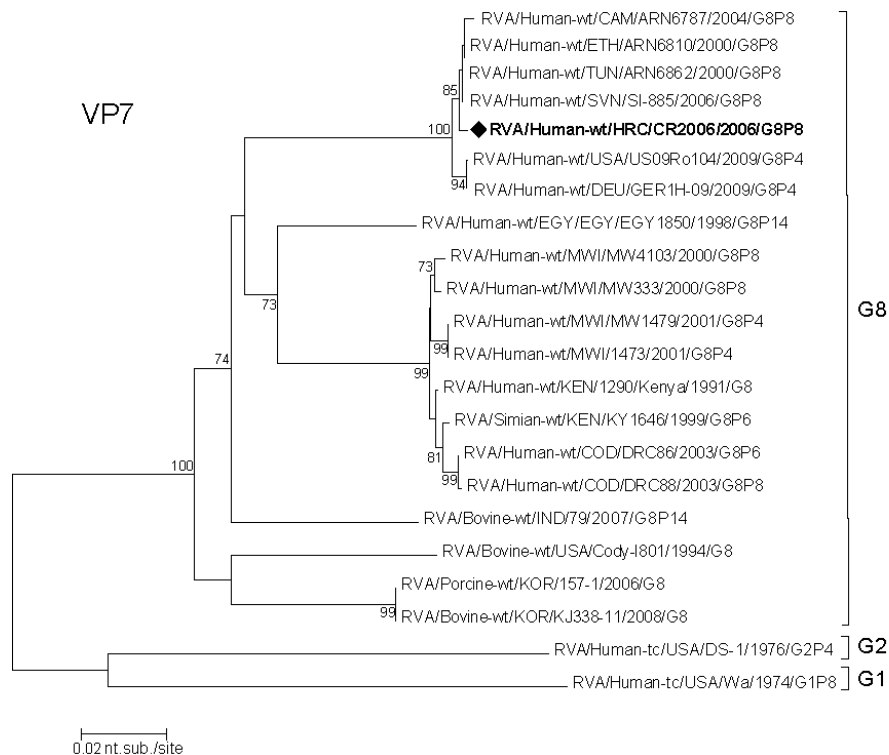 RVA/Human-wt/CAM/ARN6787/2004/G8P8
RVA/Human-wt/ETH/ARN6810/2000/G8P8
RVA/Human-wt/TUN/ARN6862/2000/G8P8
85
RVA/Human-wt/SVN/SI-885/2006/G8P8
VP7
100
RVA/Human-wt/HRC/CR2006/2006/G8P8
RVA/Human-wt/USA/US09Ro104/2009/G8P4
94
RVA/Human-wt/DEU/GER1H-09/2009/G8P4
RVA/Human-wt/EGY/EGY/EGY1850/1998/G8P14
RVA/Human-wt/MWI/MW4103/2000/G8P8
73
RVA/Human-wt/MWI/MW333/2000/G8P8
73
G8
RVA/Human-wt/MWI/MW1479/2001/G8P4
99
RVA/Human-wt/MWI/1473/2001/G8P4
74
99
RVA/Human-wt/KEN/1290/Kenya/1991/G8
RVA/Simian-wt/KEN/KY1646/1999/G8P6
81
RVA/Human-wt/COD/DRC86/2003/G8P6
99
RVA/Human-wt/COD/DRC88/2003/G8P8
100
RVA/Bovine-wt/IND/79/2007/G8P14
RVA/Bovine-wt/USA/Cody-I801/1994/G8
RVA/Porcine-wt/KOR/157-1/2006/G8
99
RVA/Bovine-wt/KOR/KJ338-11/2008/G8
RVA/Human-tc/USA/DS-1/1976/G2P4
G2
RVA/Human-tc/USA/Wa/1974/G1P8
G1
0.02 nt.sub./site